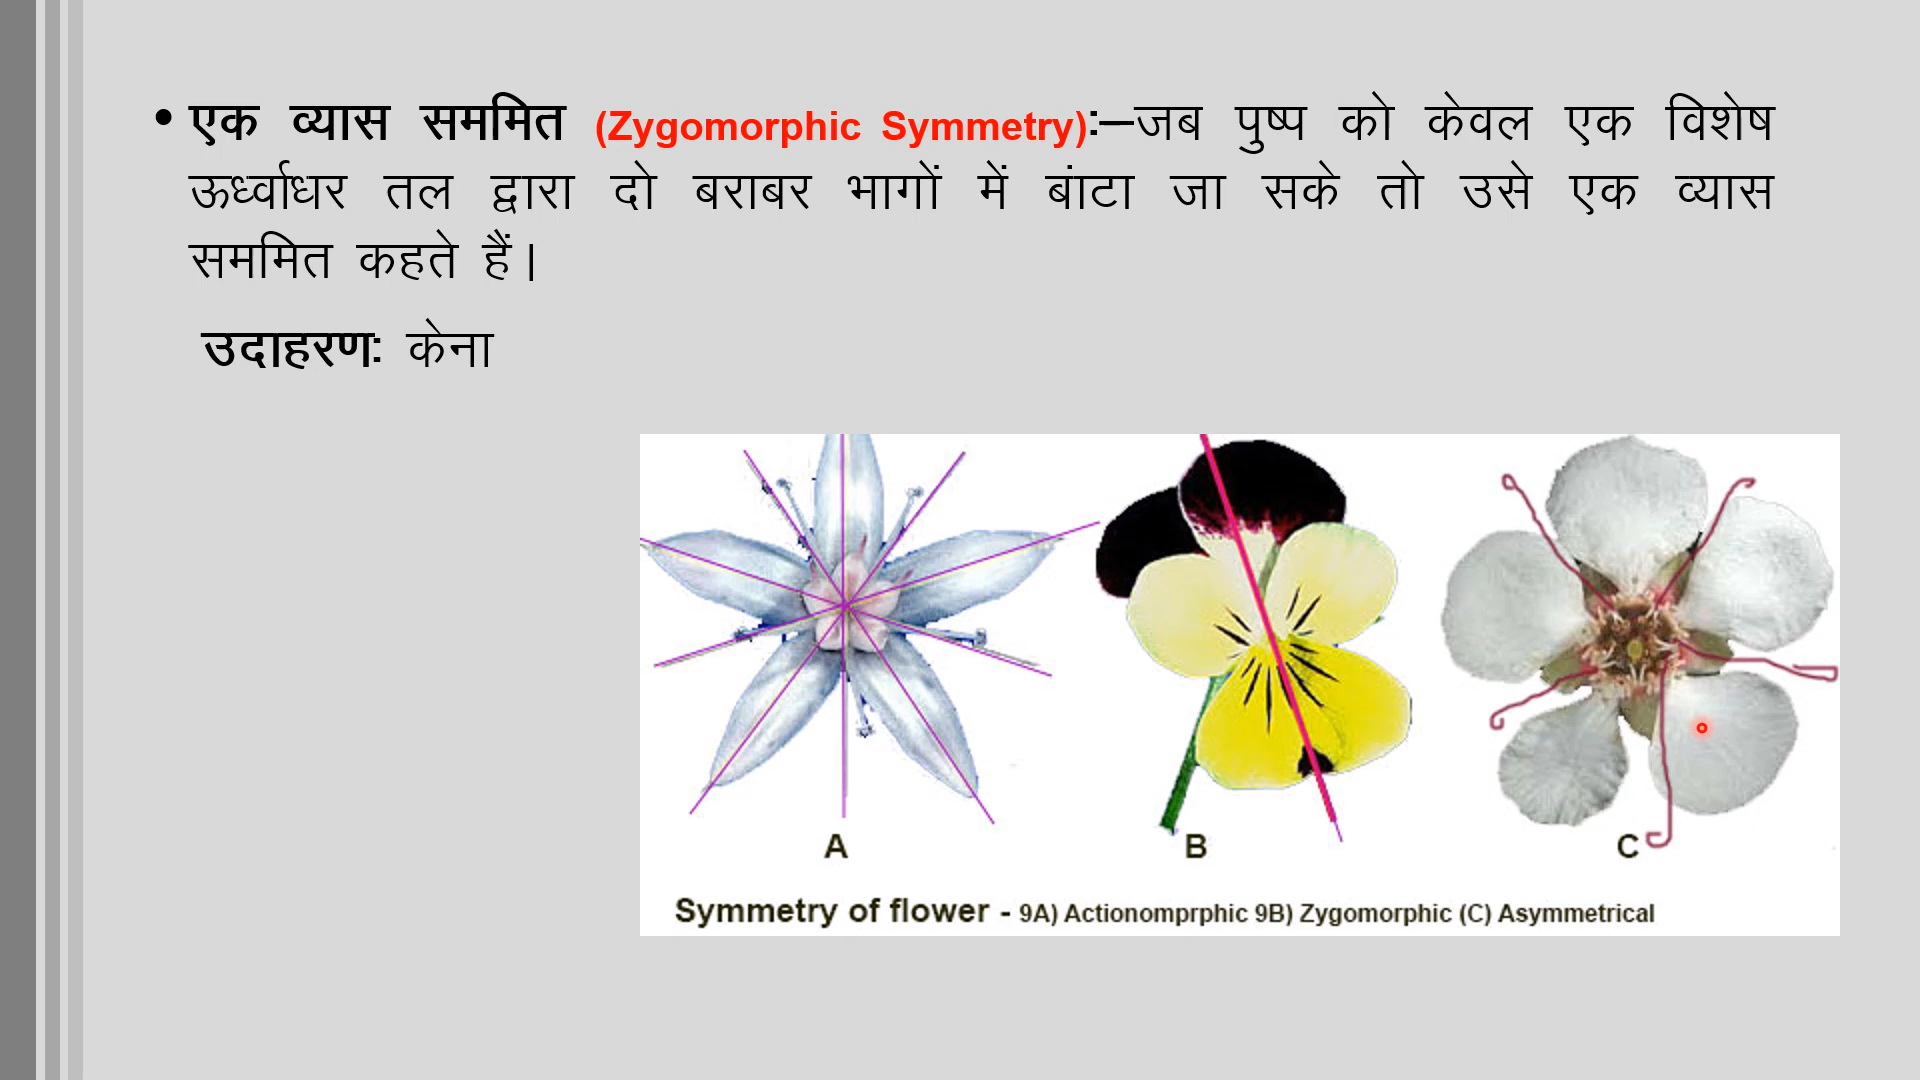 • एक व्यास सममित (Zygomorphic Symmetry):–जब पुष्प को केवल एक विशेष
ऊर्ध्वाधर तल द्वारा दो बराबर भागों में बांटा जा सके तो उसे एक व्यास
सममित कहते हैं।
उदाहरणः केना
A B C
Symmetry of flower - 9A) Actionomprphic 9B) Zygomorphic (C) Asymmetrical